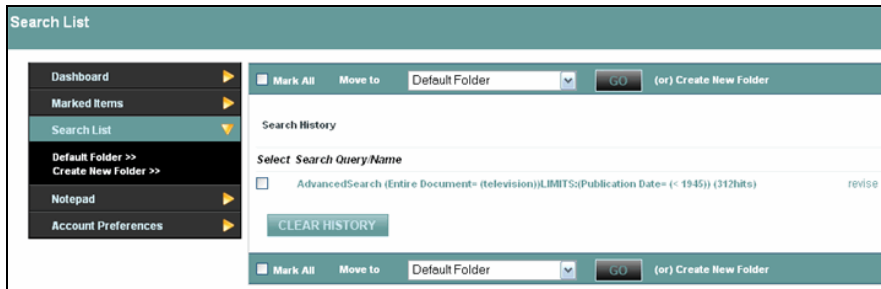 Search List
Dashboard
Marked Items
Search List
Default Folder >>
Create New Folder >>
Notepad
Account Preferences
Mark All Move to Default Folder GO (or) Create New Folder
Search History
Select Search Query/Name
AdvancedSearch (Entire Document= (television))LIMITS:(Publication Date= (< 1945)) (312hits) revise
CLEAR HISTORY
Mark All Move to Default Folder GO (or) Create New Folder